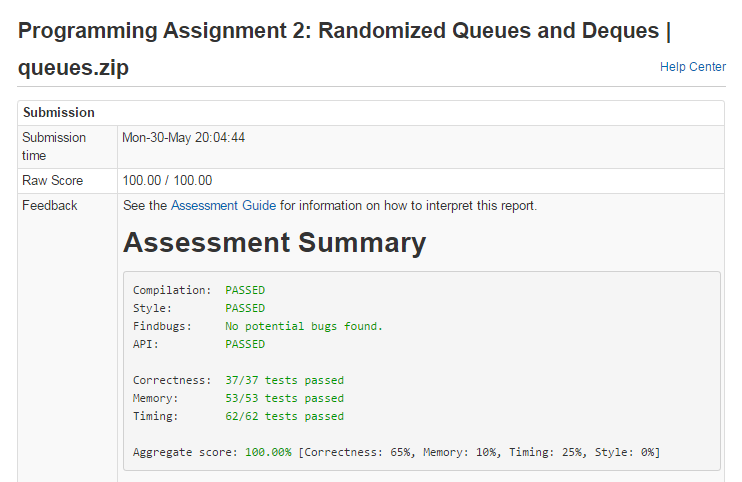 Programming Assignment 2: Randomized Queues and Deques |
queues.zip
Help Center
Submission
Submission time
Mon-30-May 20:04:44
Raw Score
100.00 / 100.00
Feedback
See the Assessment Guide for information on how to interpret this report.
Assessment Summary
Compilation: PASSED
Style: PASSED
Findbugs: No potential bugs found.
API: PASSED
Correctness: 37/37 tests passed
Memory: 53/53 tests passed
Timing: 62/62 tests passed
Aggregate score: 100.00% [Correctness: 65%, Memory: 10%, Timing: 25%, Style: 0%]